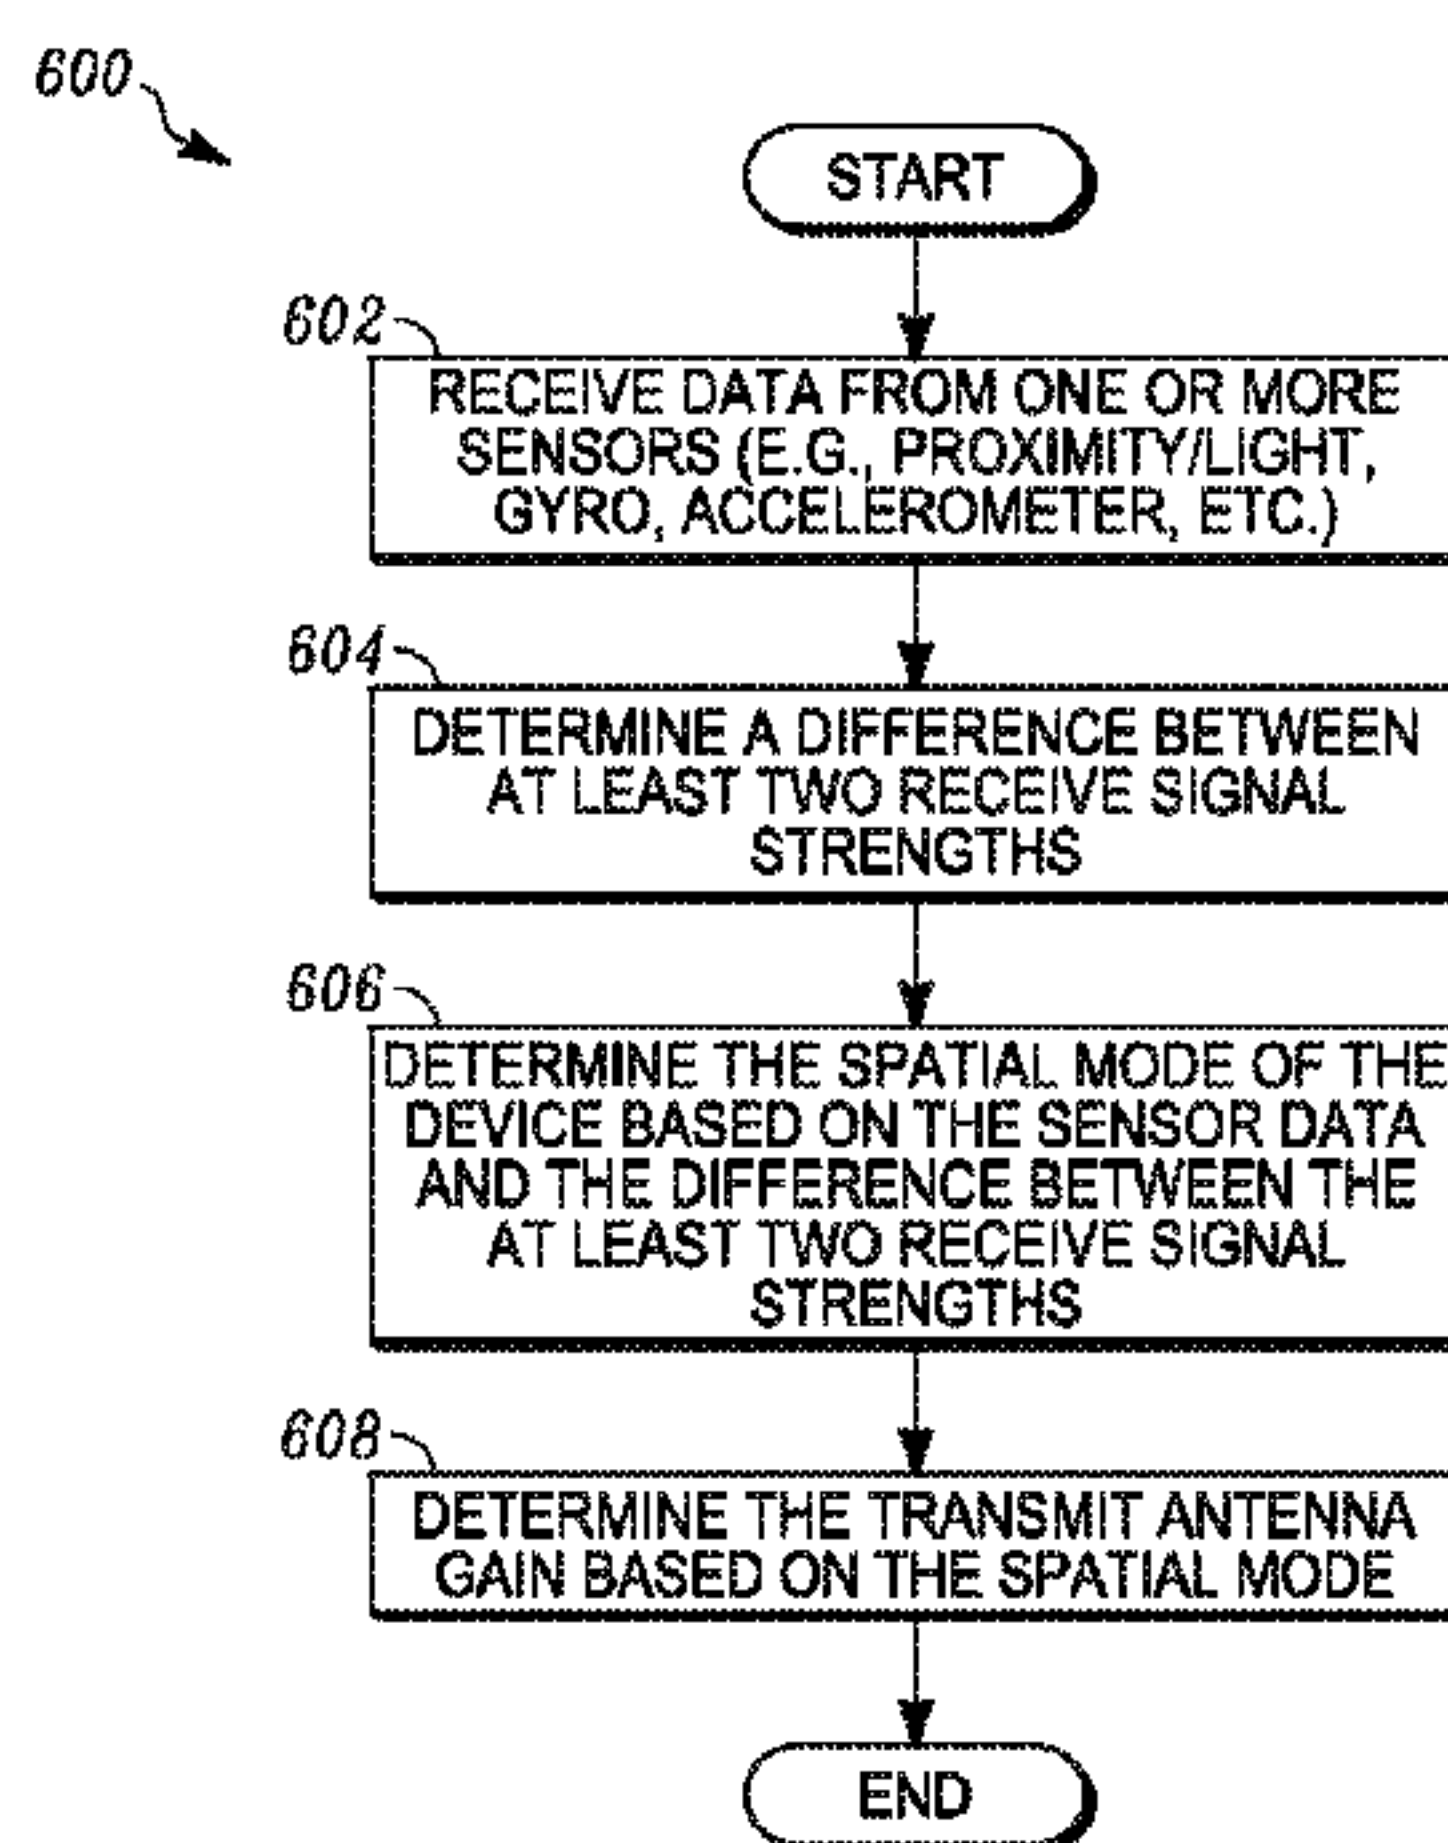 600
START
602
RECEIVE DATA FROM ONE OR MORE
SENSORS (E.G., PROXIMITY/LIGHT,
GYRO, ACCELEROMETER, ETC.)
604
DETERMINE A DIFFERENCE BETWEEN
AT LEAST TWO RECEIVE SIGNAL
STRENGTHS
606
DETERMINE THE SPATIAL MODE OF THE
DEVICE BASED ON THE SENSOR DATA
AND THE DIFFERENCE BETWEEN THE
AT LEAST TWO RECEIVE SIGNAL
STRENGTHS
608
DETERMINE THE TRANSMIT ANTENNA
GAIN BASED ON THE SPATIAL MODE
END